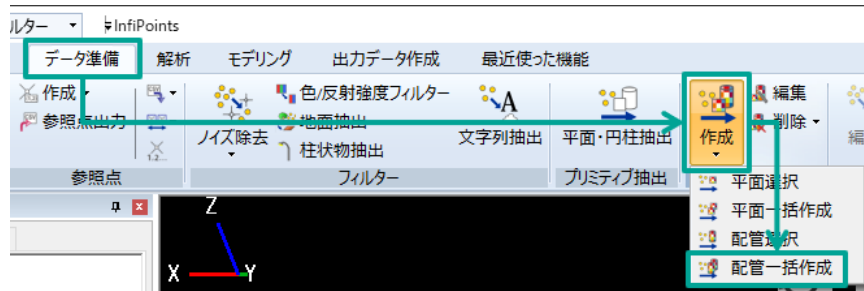 ルター ▼ InfiPoints
データ準備 解析 モデリング 出力データ作成 最近使った機能
作成 色/反射強度フィルター 編集
参照点出力 地面抽出 削除
ノイズ除去 柱状物抽出 文字列抽出 平面・円柱抽出 作成 編
参照点 フィルター プリミティブ抽出
平面選択
平面一括作成
配管選択
配管一括作成
Z
X Y